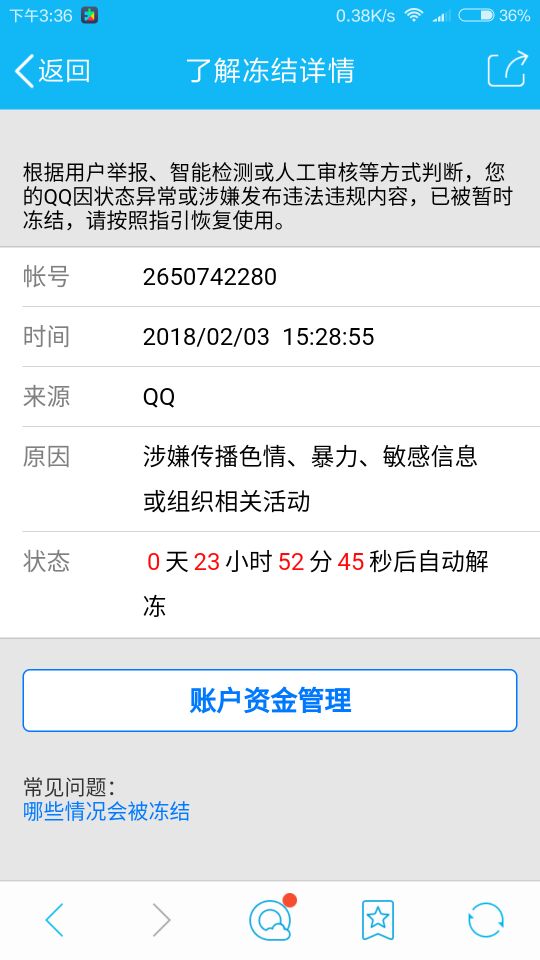 下午3:36
0.38K/s
36%
返回
了解冻结详情
根据用户举报、智能检测或人工审核等方式判断，您
的QQ因状态异常或涉嫌发布违法违规内容，已被暂时
冻结，请按照指引恢复使用。
帐号 2650742280
时间 2018/02/03 15:28:55
来源 QQ
原因 涉嫌传播色情、暴力、敏感信息
或组织相关活动
状态 0天23小时52分45秒后自动解
冻
账户资金管理
常见问题：
哪些情况会被冻结